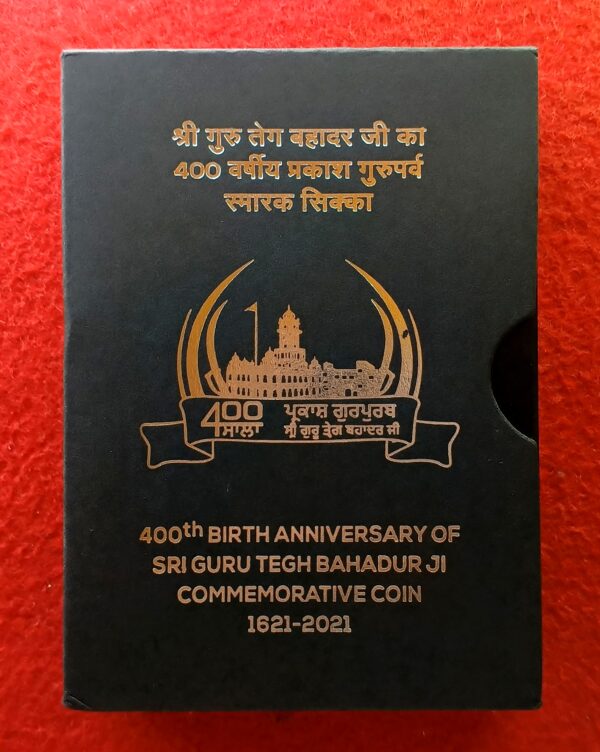 श्री गुरु तेग बहादर जी का
400 वर्षीय प्रकाश गुरुपर्व
स्मारक सिक्का
400 ਸਾਲਾ
ਪ੍ਰਕਾਸ਼ ਗੁਰਪੁਰਬ
ਸ੍ਰੀ ਗੁਰੂ ਤੇਗ ਬਹਾਦਰ ਜੀ
400th BIRTH ANNIVERSARY OF
SRI GURU TEGH BAHADUR JI
COMMEMORATIVE COIN
1621-2021